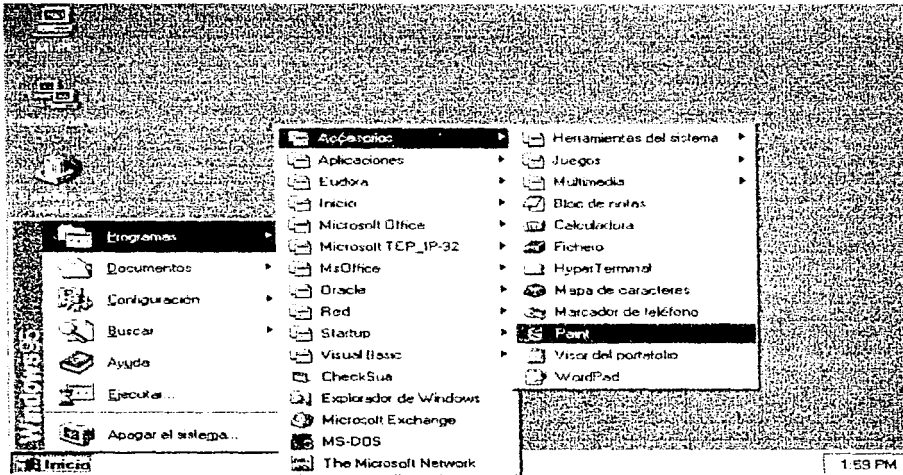 Programas
Documentos
Configuración
Buscar
Ayuda
Ejecutar...
Apagar el sistema...
Windows95
Inicio
Accesorios
Aplicaciones
Eudora
Inicio
Microsoft Office
Microsoft TCP_IP-32
MsOffice
Oracle
Red
Startup
Visual Basic
CheckSua
Explorador de Windows
Microsoft Exchange
MS-DOS
The Microsoft Network
Herramientas del sistema
Juegos
Multimedia
Bloc de notas
Calculadora
Fichero
HyperTerminal
Mapa de caracteres
Marcador de teléfono
Paint
Visor del portafolio
WordPad
1:59 PM